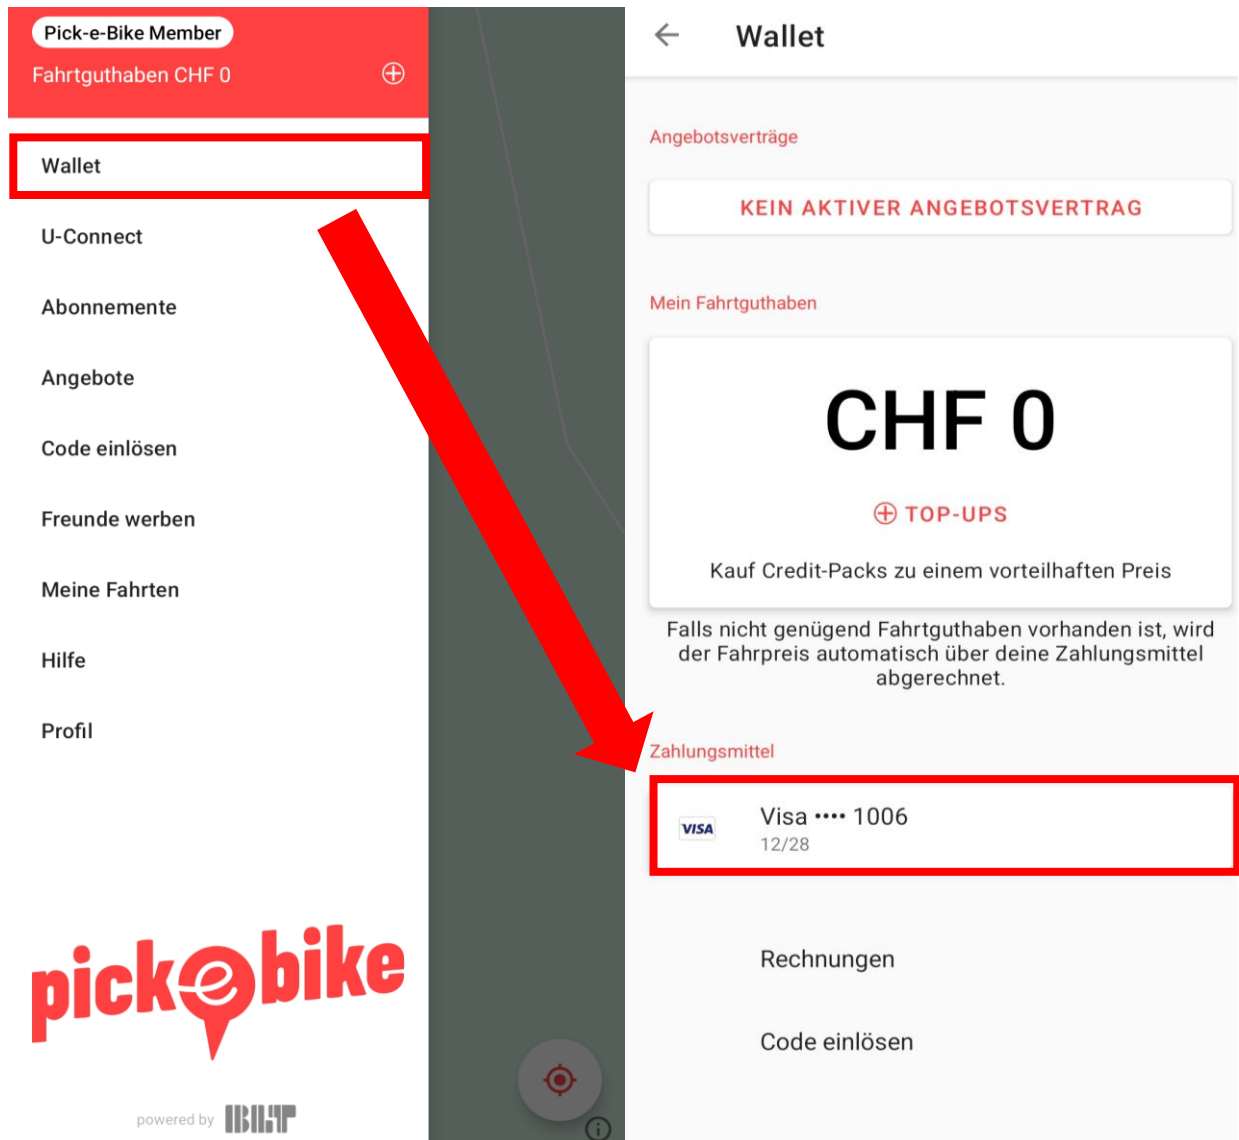 Pick-e-Bike Member
Fahrtguthaben CHF 0
Wallet
U-Connect
Abonnemente
Angebote
Code einlösen
Freunde werben
Meine Fahrten
Hilfe
Profil
pickebike
powered by BLT
Wallet
Angebotsverträge
KEIN AKTIVER ANGEBOTSVERTRAG
Mein Fahrtguthaben
CHF 0
TOP-UPS
Kauf Credit-Packs zu einem vorteilhaften Preis
Falls nicht genügend Fahrtguthaben vorhanden ist, wird
der Fahrpreis automatisch über deine Zahlungsmittel
abgerechnet.
Zahlungsmittel
VISA Visa •••• 1006
12/28
Rechnungen
Code einlösen